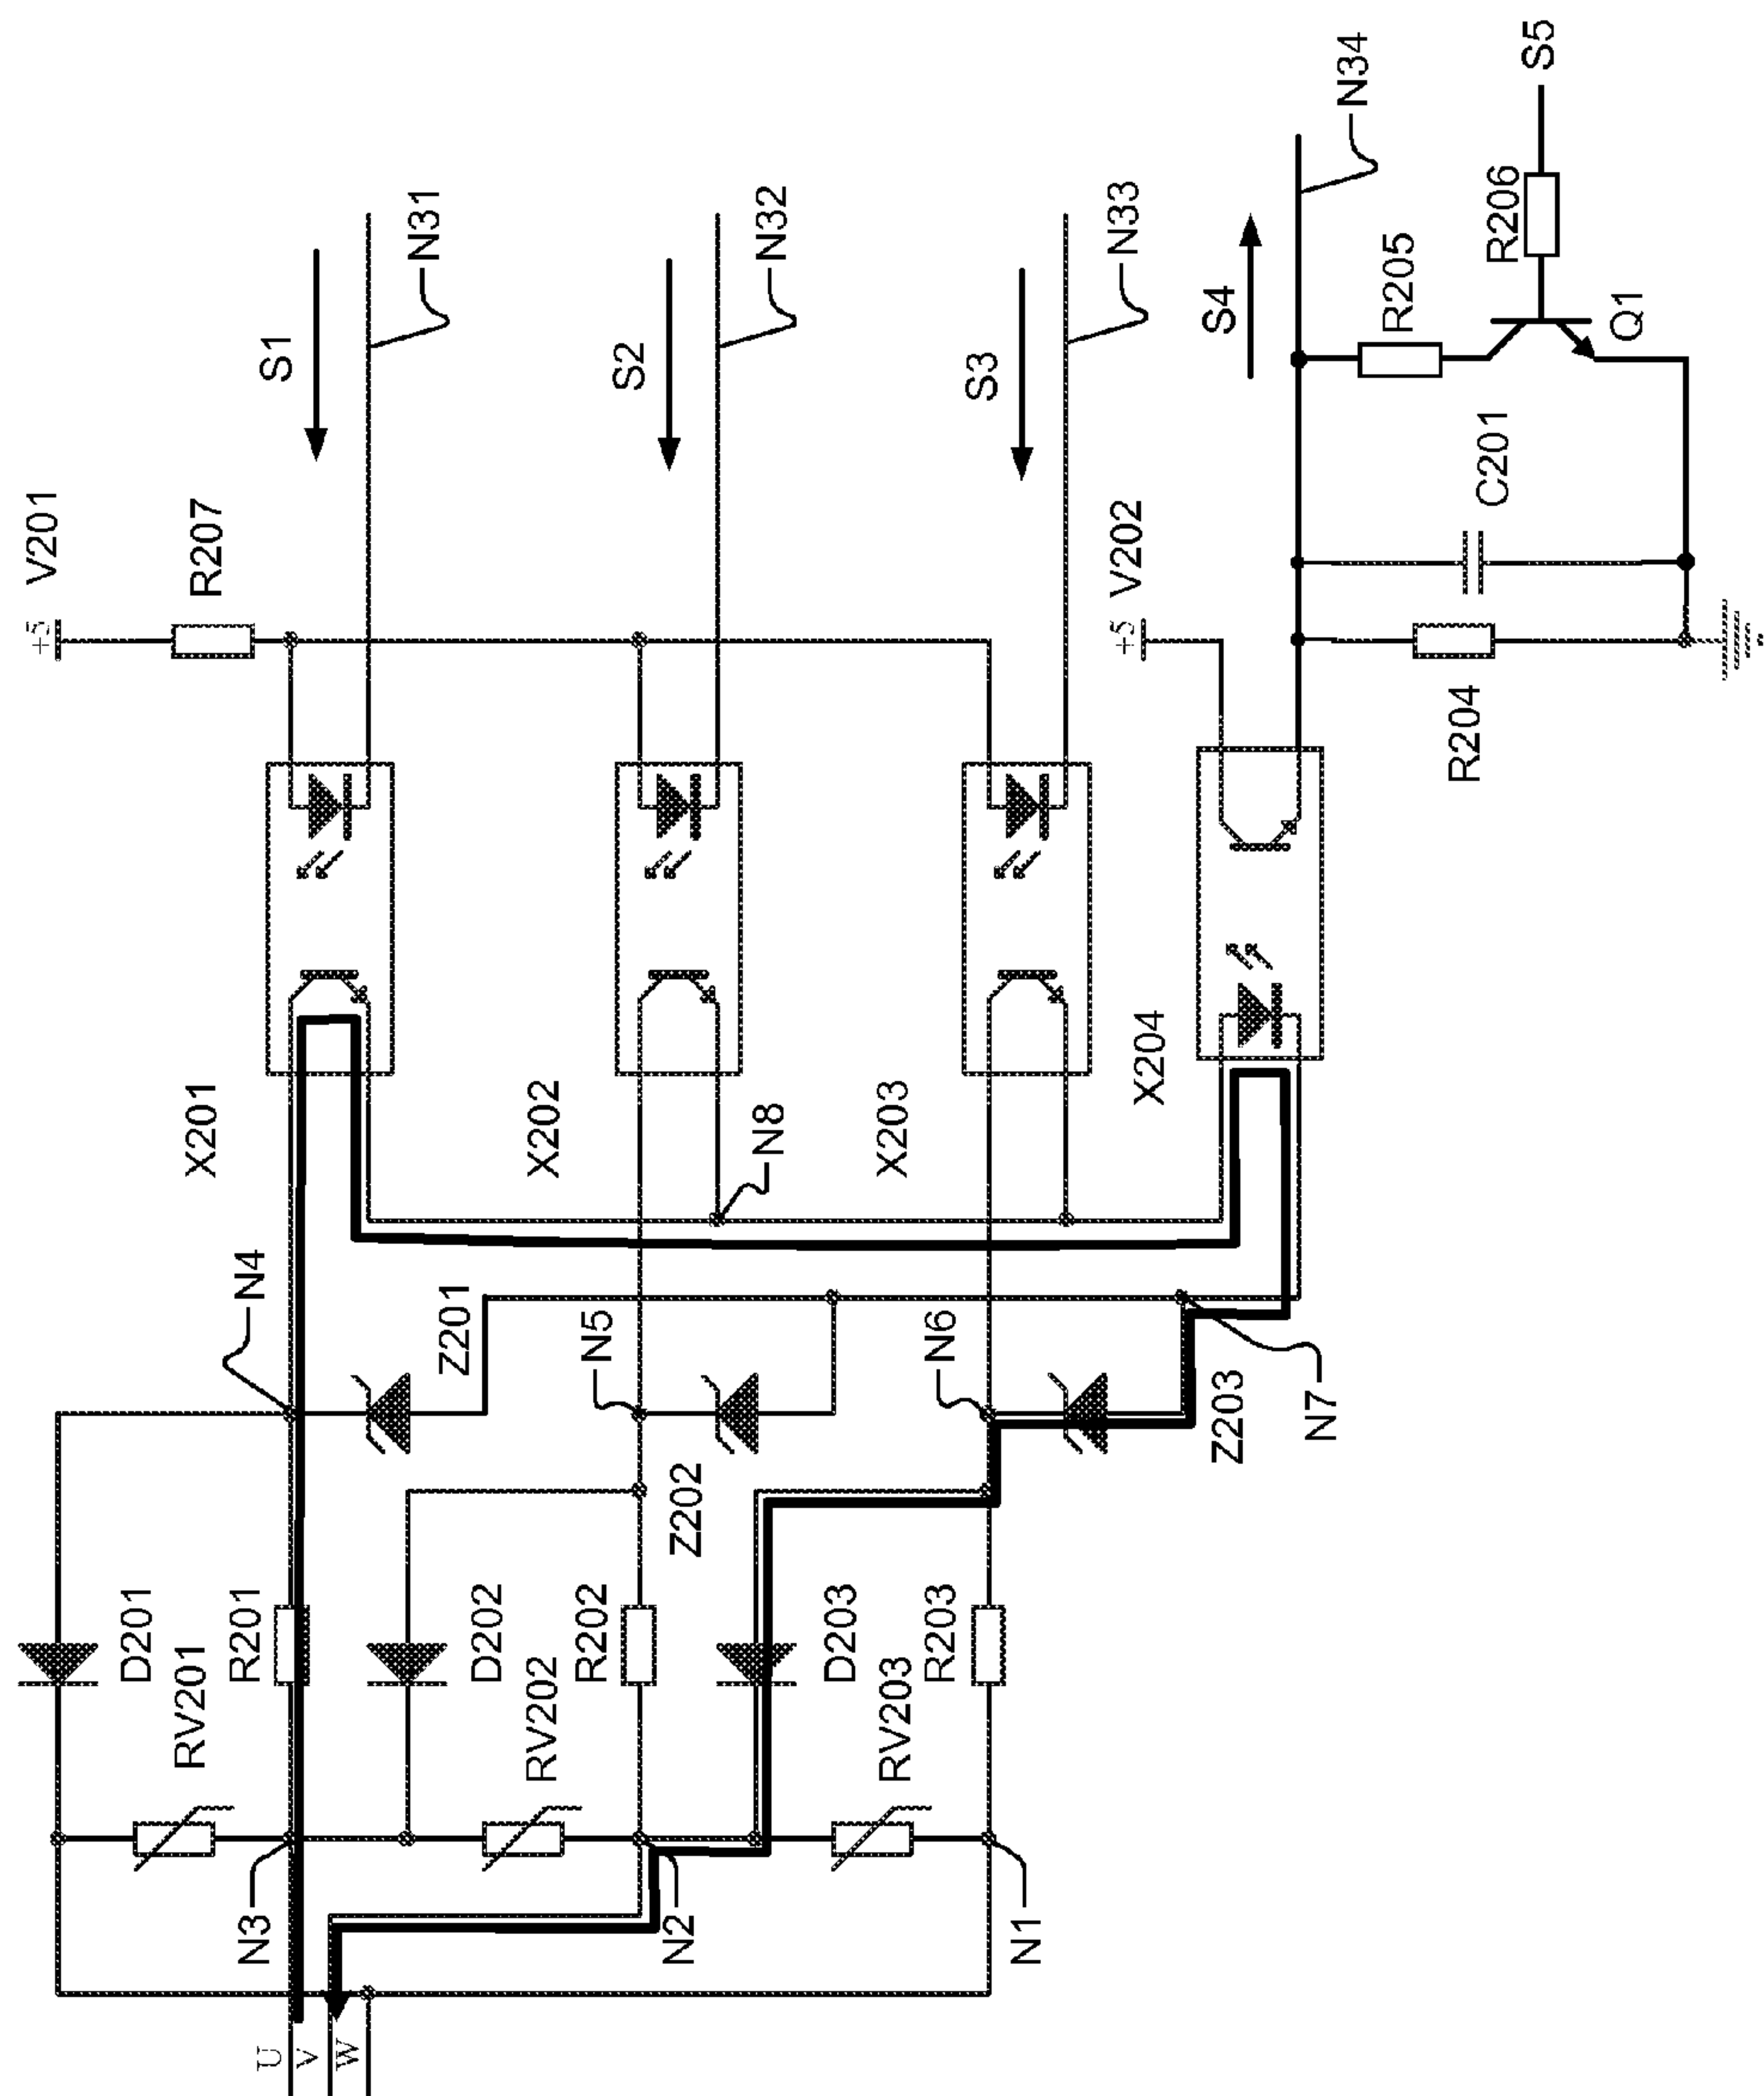 V201
+5
R207
S1
N31
S2
N32
S3
N33
S4
N34
S5
R206
R205
Q1
C201
V202
+5
R204
X201
X202
X203
X204
N8
N4
Z201
N5
Z202
N6
Z203
N7
D201
RV201
R201
D202
RV202
R202
D203
RV203
R203
N3
N2
N1
U
V
W